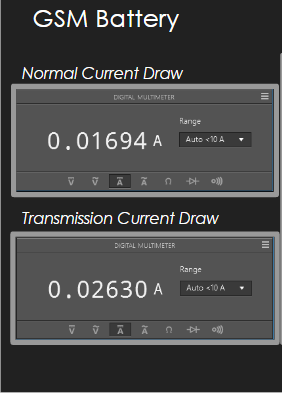 GSM Battery
Normal Current Draw
DIGITAL MULTIMETER
Range
0.01694 A
Auto <10 A
V V A A Ω
Transmission Current Draw
DIGITAL MULTIMETER
Range
0.02630 A
Auto <10 A
V V A A Ω